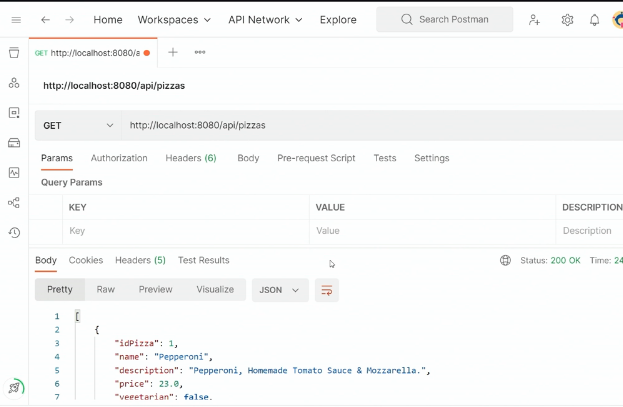 Home Workspaces API Network Explore Search Postman
GET http://localhost:8080/a
http://localhost:8080/api/pizzas
GET http://localhost:8080/api/pizzas
Params Authorization Headers (6) Body Pre-request Script Tests Settings
Query Params
KEY VALUE DESCRIPTION
Key Value Description
Body Cookies Headers (5) Test Results Status: 200 OK Time: 24
Pretty Raw Preview Visualize JSON
1 [
2 {
3 "idPizza": 1,
4 "name": "Pepperoni",
5 "description": "Pepperoni, Homemade Tomato Sauce & Mozzarella.",
6 "price": 23.0,
7 "vegetarian": false,